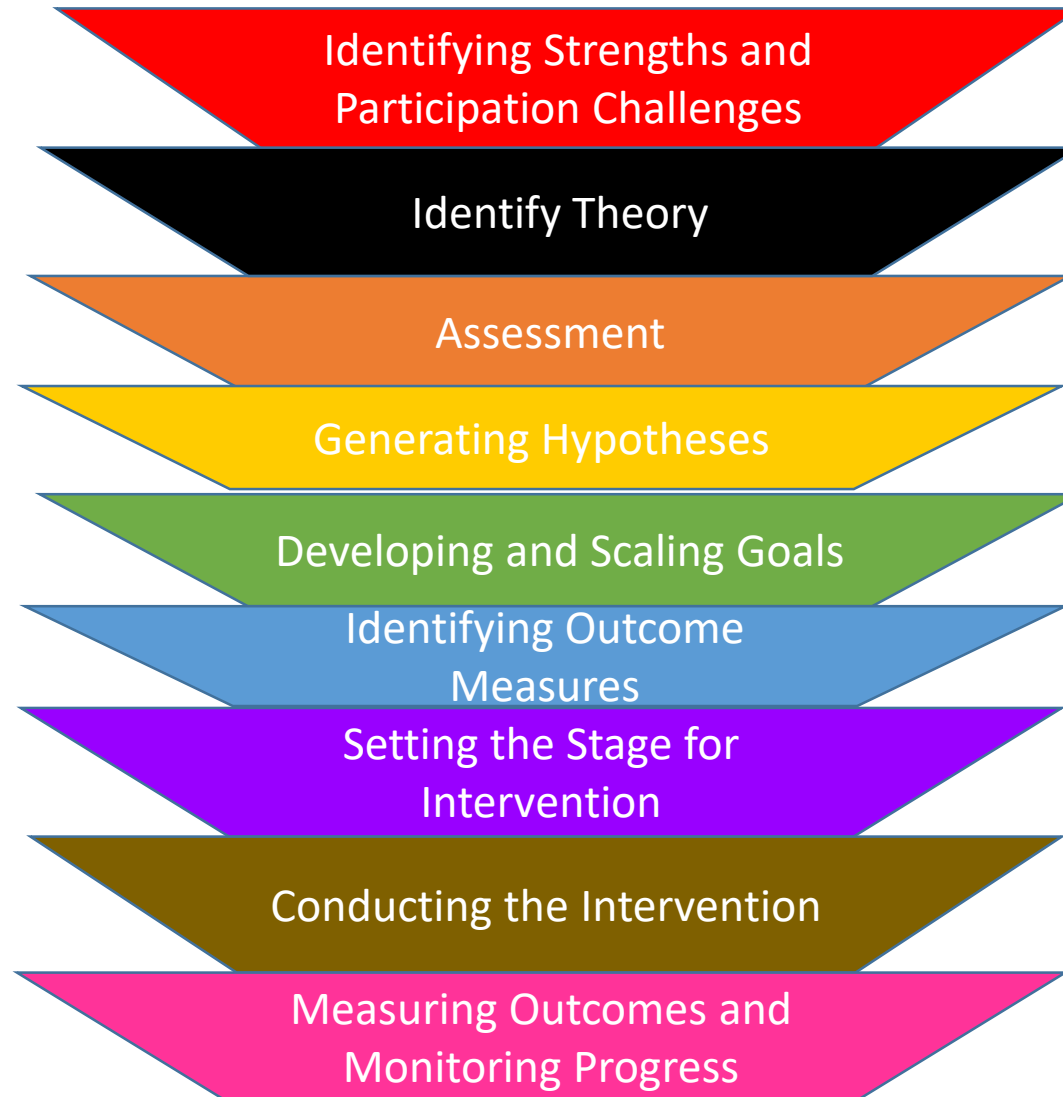 Identifying Strengths and
Participation Challenges
Identify Theory
Assessment
Generating Hypotheses
Developing and Scaling Goals
Identifying Outcome
Measures
Setting the Stage for
Intervention
Conducting the Intervention
Measuring Outcomes and
Monitoring Progress